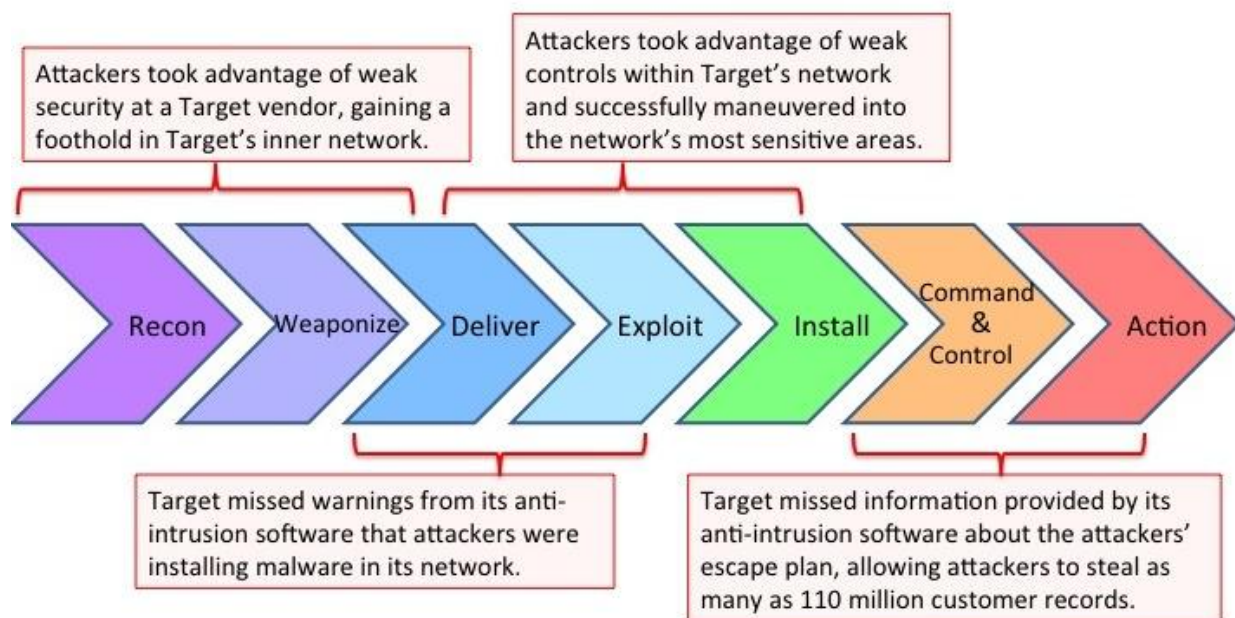 Attackers took advantage of weak
security at a Target vendor, gaining a
foothold in Target's inner network.
Attackers took advantage of weak
controls within Target's network
and successfully maneuvered into
the network's most sensitive areas.
Recon
Weaponize
Deliver
Exploit
Install
Command
&
Control
Action
Target missed warnings from its anti-
intrusion software that attackers were
installing malware in its network.
Target missed information provided by its
anti-intrusion software about the attackers'
escape plan, allowing attackers to steal as
many as 110 million customer records.